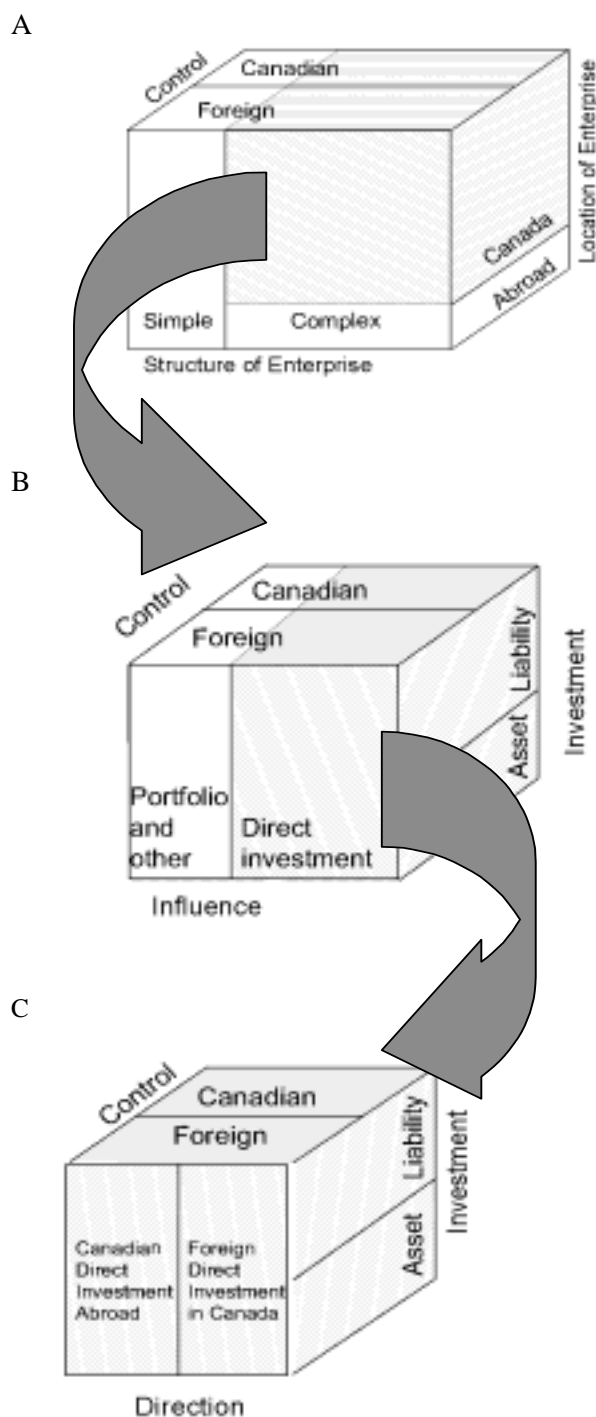 A
Control
Canadian
Foreign
Location of Enterprise
Canada
Abroad
Simple
Complex
Structure of Enterprise
B
Control
Canadian
Foreign
Liability
Asset
Investment
Portfolio
and
other
Direct
investment
Influence
C
Control
Canadian
Foreign
Liability
Asset
Investment
Canadian
Direct
Investment
Abroad
Foreign
Direct
Investment
in Canada
Direction